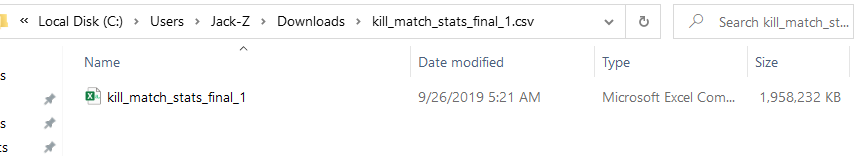 « Local Disk (C:) › Users › Jack-Z › Downloads › kill_match_stats_final_1.csv Search kill_match_st...
Name Date modified Type Size
s
kill_match_stats_final_1 9/26/2019 5:21 AM Microsoft Excel Com... 1,958,232 KB
s
ts